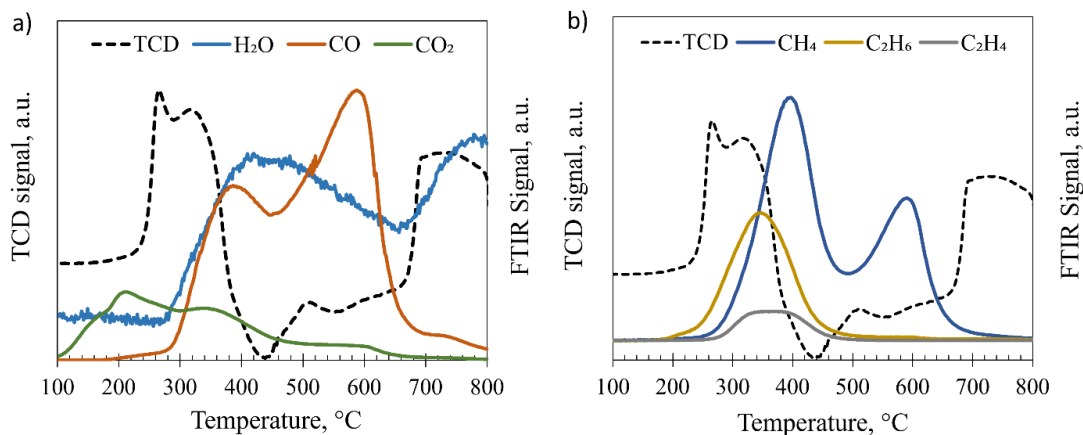 a)
TCD H₂O CO CO₂
TCD signal, a.u.
FTIR Signal, a.u.
100 200 300 400 500 600 700 800
Temperature, °C
b)
TCD CH₄ C₂H₆ C₂H₄
TCD signal, a.u.
FTIR Signal, a.u.
100 200 300 400 500 600 700 800
Temperature, °C